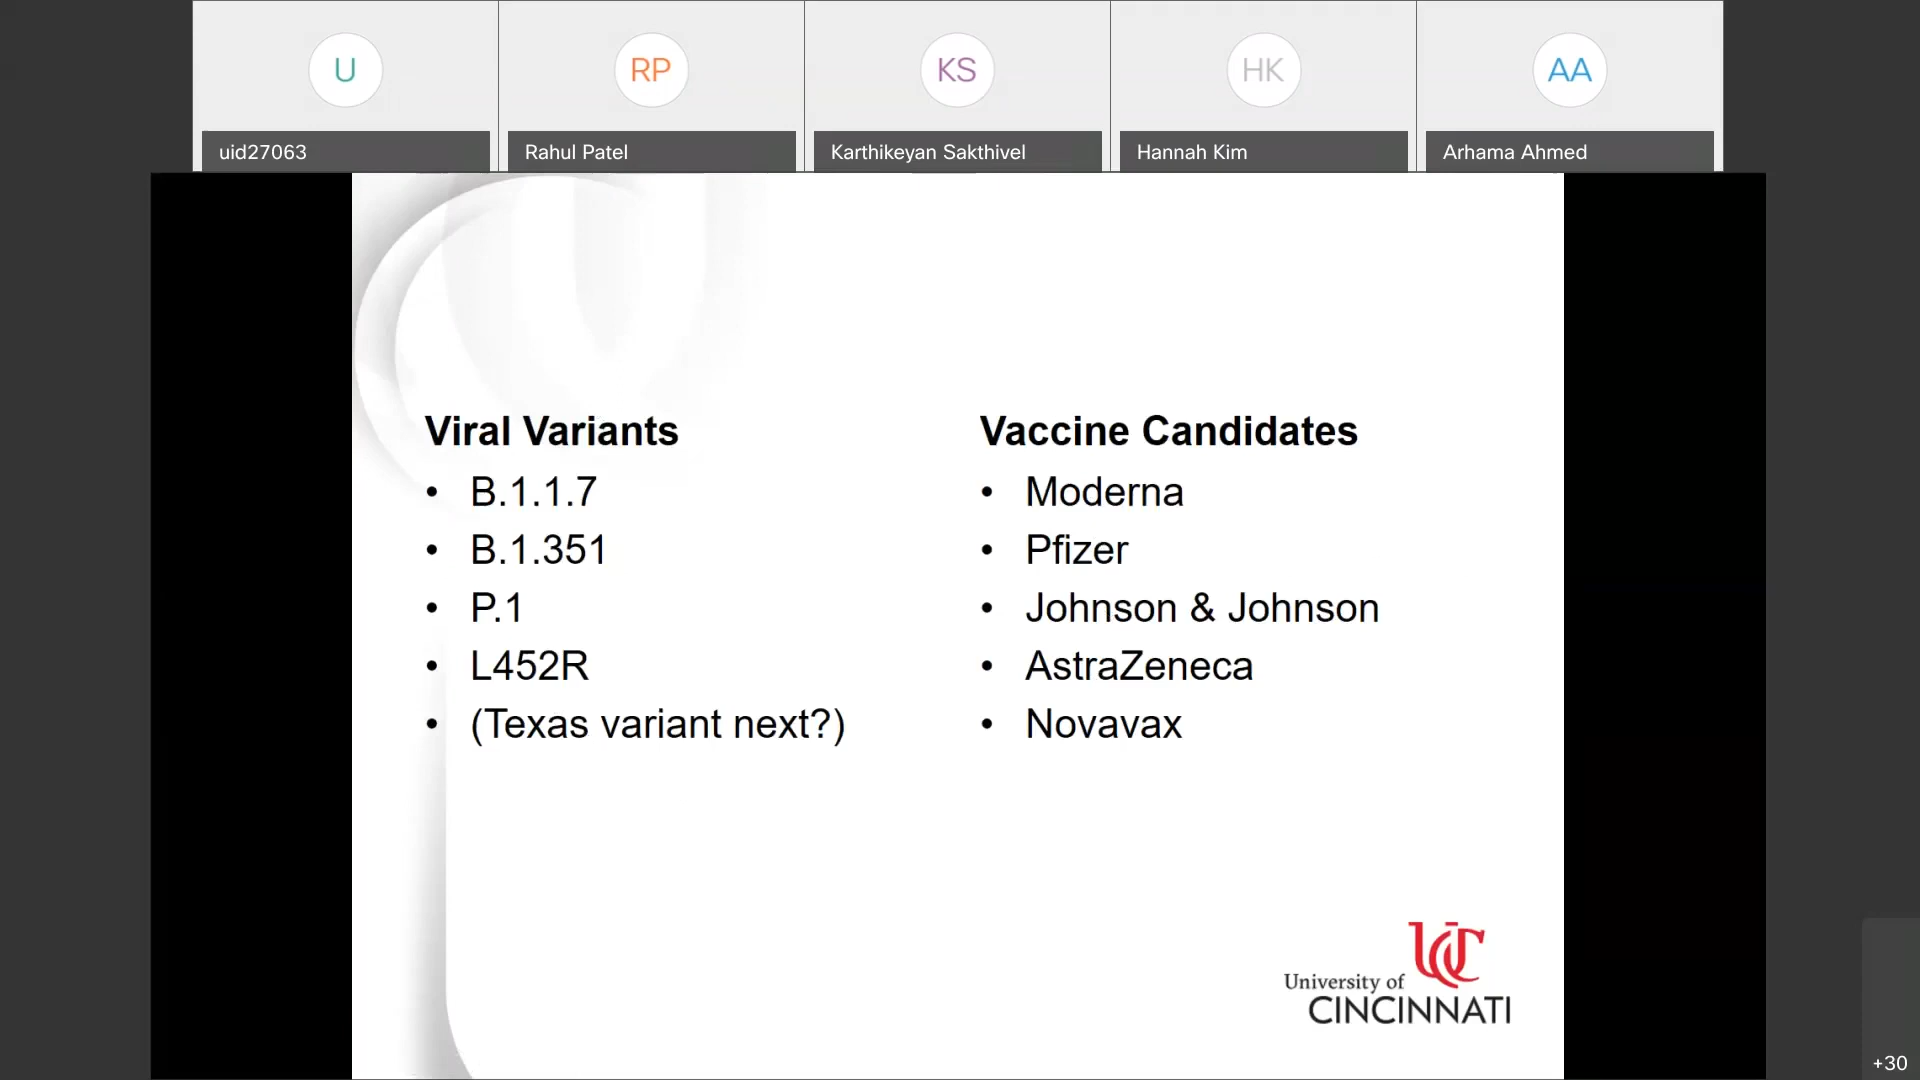 U
RP
KS
HK
AA
uid27063
Rahul Patel
Karthikeyan Sakthivel
Hannah Kim
Arhama Ahmed
Viral Variants
• B.1.1.7
• B.1.351
• P.1
• L452R
• (Texas variant next?)
Vaccine Candidates
• Moderna
• Pfizer
• Johnson & Johnson
• AstraZeneca
• Novavax
UC
University of
CINCINNATI
+30